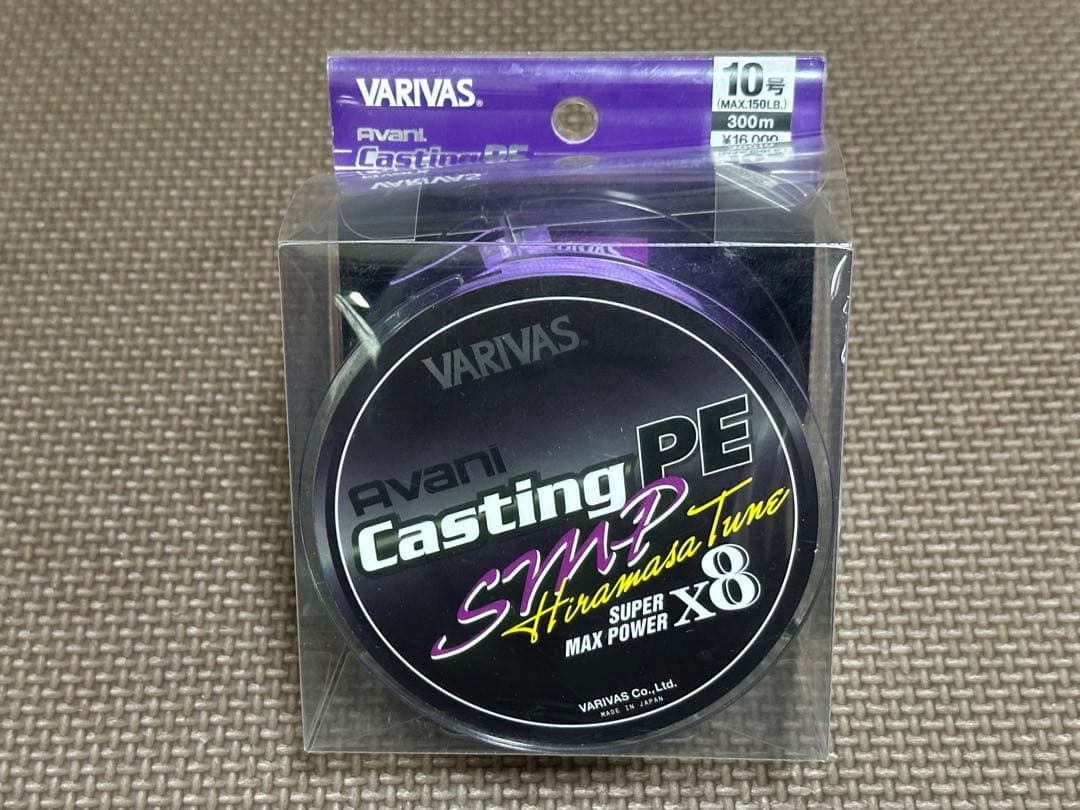 VARIVAS®
10号
(MAX.150LB.)
300m
¥16,000
Avani
Casting PE
VARIVAS
VARIVAS®
Avani
Casting PE
SMP
Hiramasa Tune
SUPER
MAX POWER X8
VARIVAS Co.,Ltd.
MADE IN JAPAN